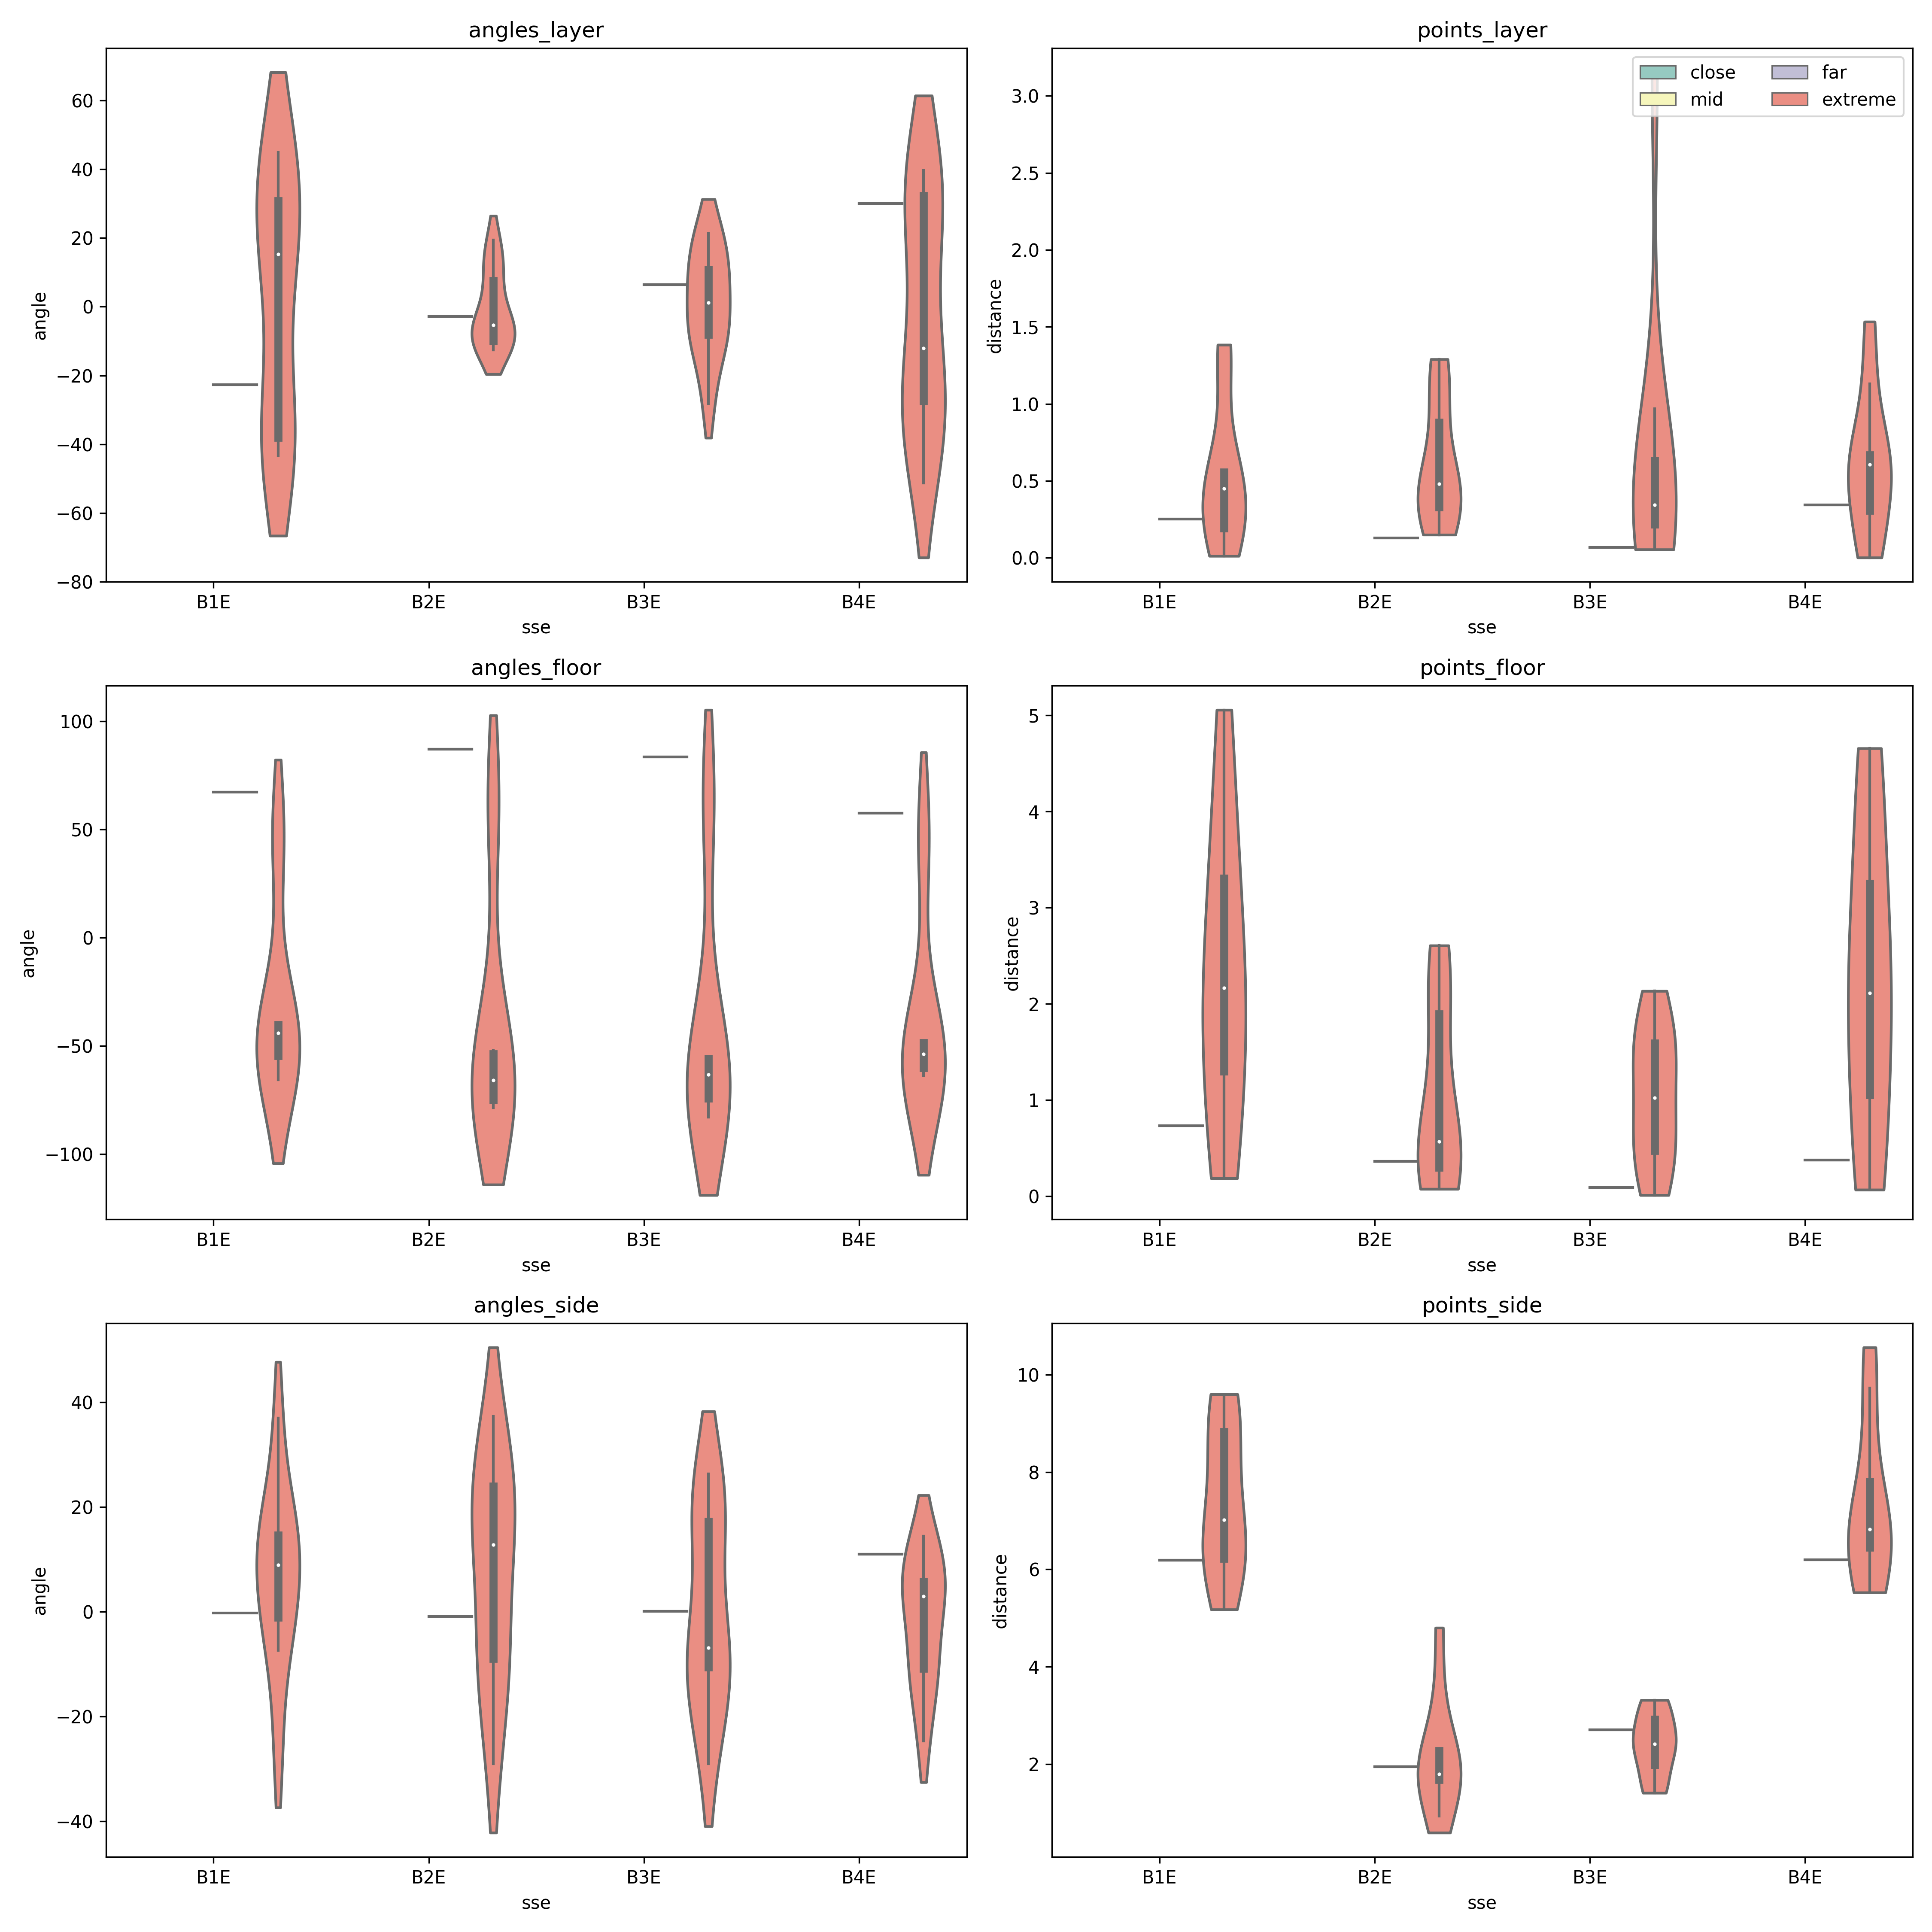 angles_layer
60
40
20
0
−20
−40
−60
−80
angle
B1E B2E B3E B4E
sse
points_layer
close far
mid extreme
3.0
2.5
2.0
1.5
1.0
0.5
0.0
distance
B1E B2E B3E B4E
sse
angles_floor
100
50
0
−50
−100
angle
B1E B2E B3E B4E
sse
points_floor
5
4
3
2
1
0
distance
B1E B2E B3E B4E
sse
angles_side
40
20
0
−20
−40
angle
B1E B2E B3E B4E
sse
points_side
10
8
6
4
2
distance
B1E B2E B3E B4E
sse